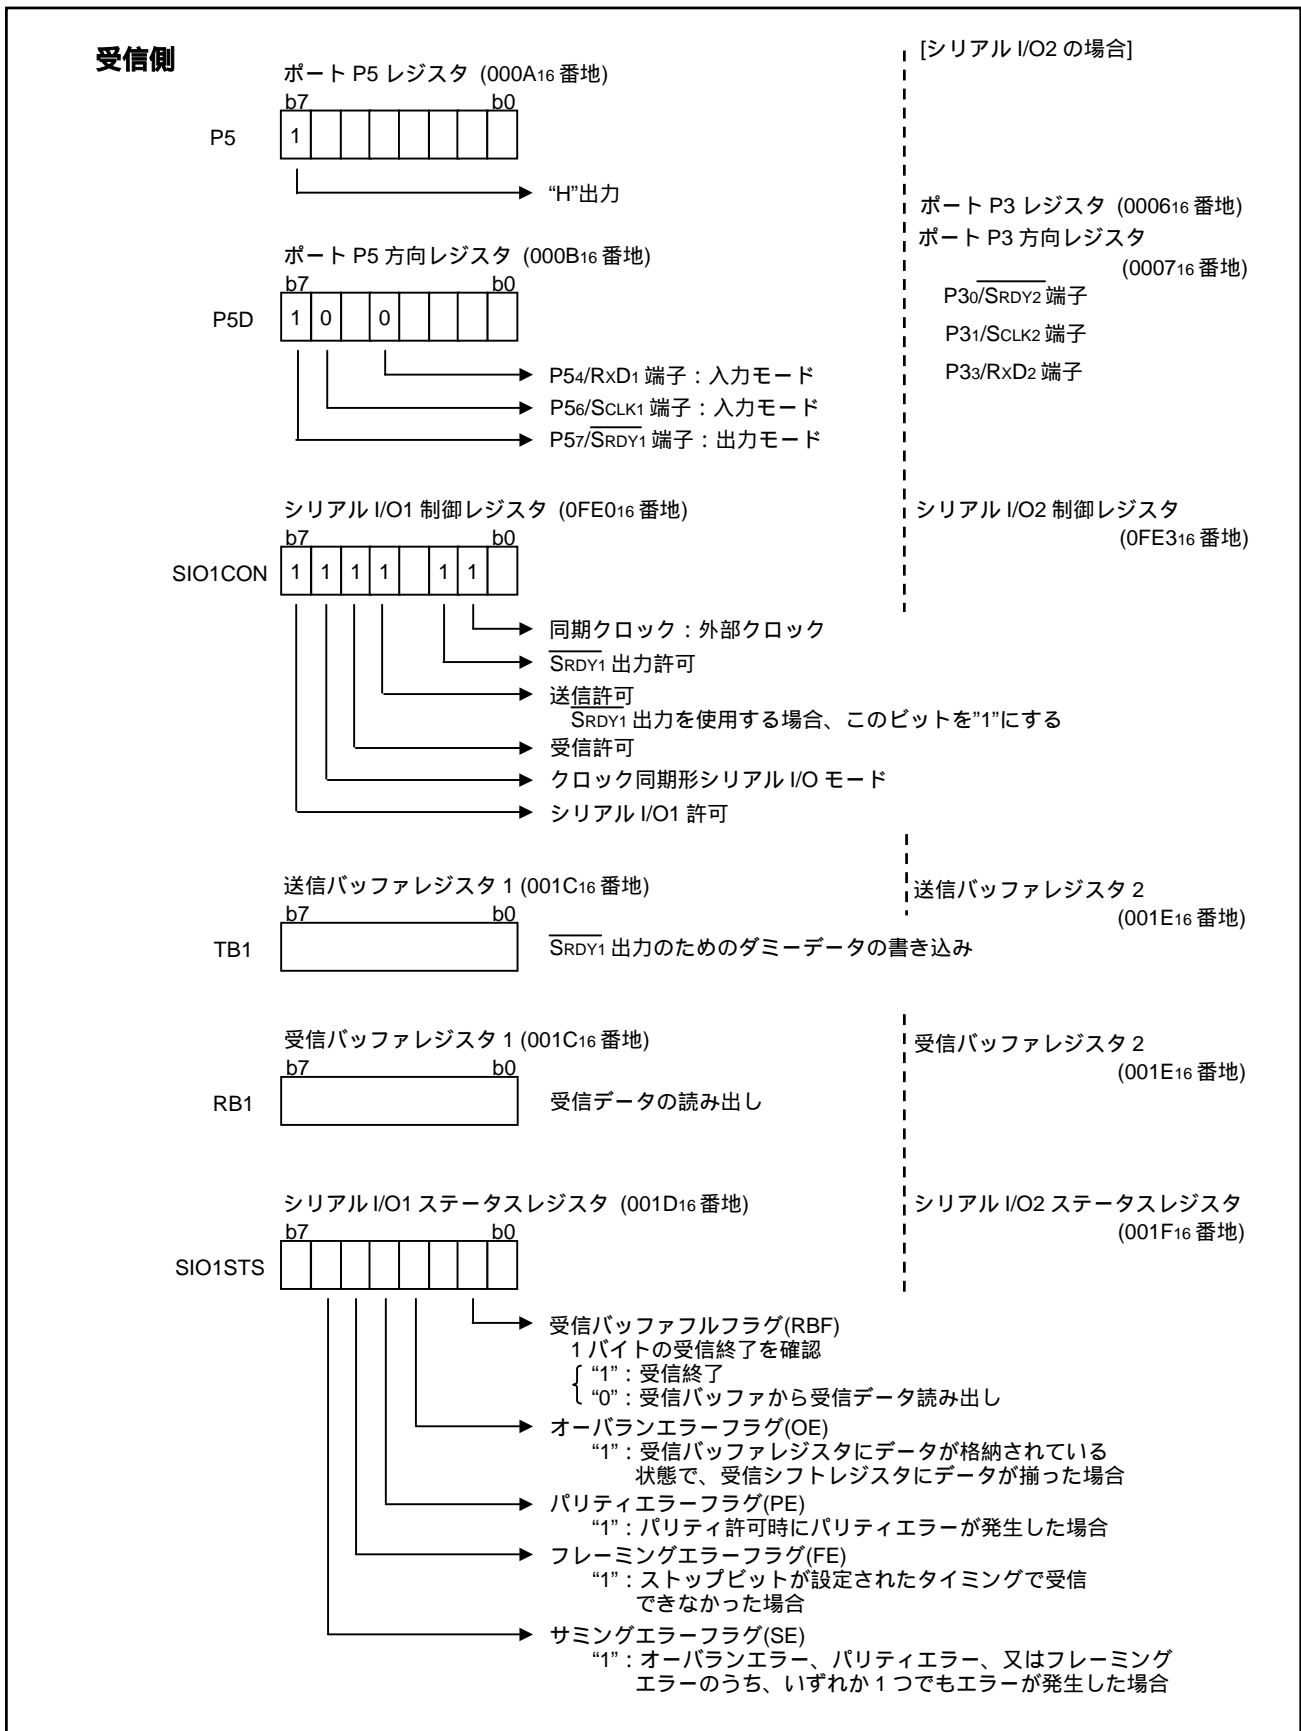 受信側
[シリアル I/O2 の場合]
ポート P5 レジスタ (000A16 番地)
b7 b0
P5 1
“H”出力
ポート P3 レジスタ (000616 番地)
ポート P3 方向レジスタ
(000716 番地)
P30/SRDY2 端子
P31/SCLK2 端子
P33/RxD2 端子
ポート P5 方向レジスタ (000B16 番地)
b7 b0
P5D 1 0 0
P54/RxD1 端子：入力モード
P56/SCLK1 端子：入力モード
P57/SRDY1 端子：出力モード
シリアル I/O1 制御レジスタ (0FE016 番地)
シリアル I/O2 制御レジスタ
(0FE316 番地)
b7 b0
SIO1CON 1 1 1 1 1 1
同期クロック：外部クロック
SRDY1 出力許可
送信許可
SRDY1 出力を使用する場合、このビットを”1”にする
受信許可
クロック同期形シリアル I/O モード
シリアル I/O1 許可
送信バッファレジスタ 1 (001C16 番地)
送信バッファレジスタ 2
(001E16 番地)
b7 b0
TB1 SRDY1 出力のためのダミーデータの書き込み
受信バッファレジスタ 1 (001C16 番地)
受信バッファレジスタ 2
(001E16 番地)
b7 b0
RB1 受信データの読み出し
シリアル I/O1 ステータスレジスタ (001D16 番地)
シリアル I/O2 ステータスレジスタ
(001F16 番地)
b7 b0
SIO1STS
受信バッファフルフラグ(RBF)
1 バイトの受信終了を確認
“1”：受信終了
“0”：受信バッファから受信データ読み出し
オーバランエラーフラグ(OE)
“1”：受信バッファレジスタにデータが格納されている
状態で、受信シフトレジスタにデータが揃った場合
パリティエラーフラグ(PE)
“1”：パリティ許可時にパリティエラーが発生した場合
フレーミングエラーフラグ(FE)
“1”：ストップビットが設定されたタイミングで受信
できなかった場合
サミングエラーフラグ(SE)
“1”：オーバランエラー、パリティエラー、又はフレーミング
エラーのうち、いずれか 1 つでもエラーが発生した場合